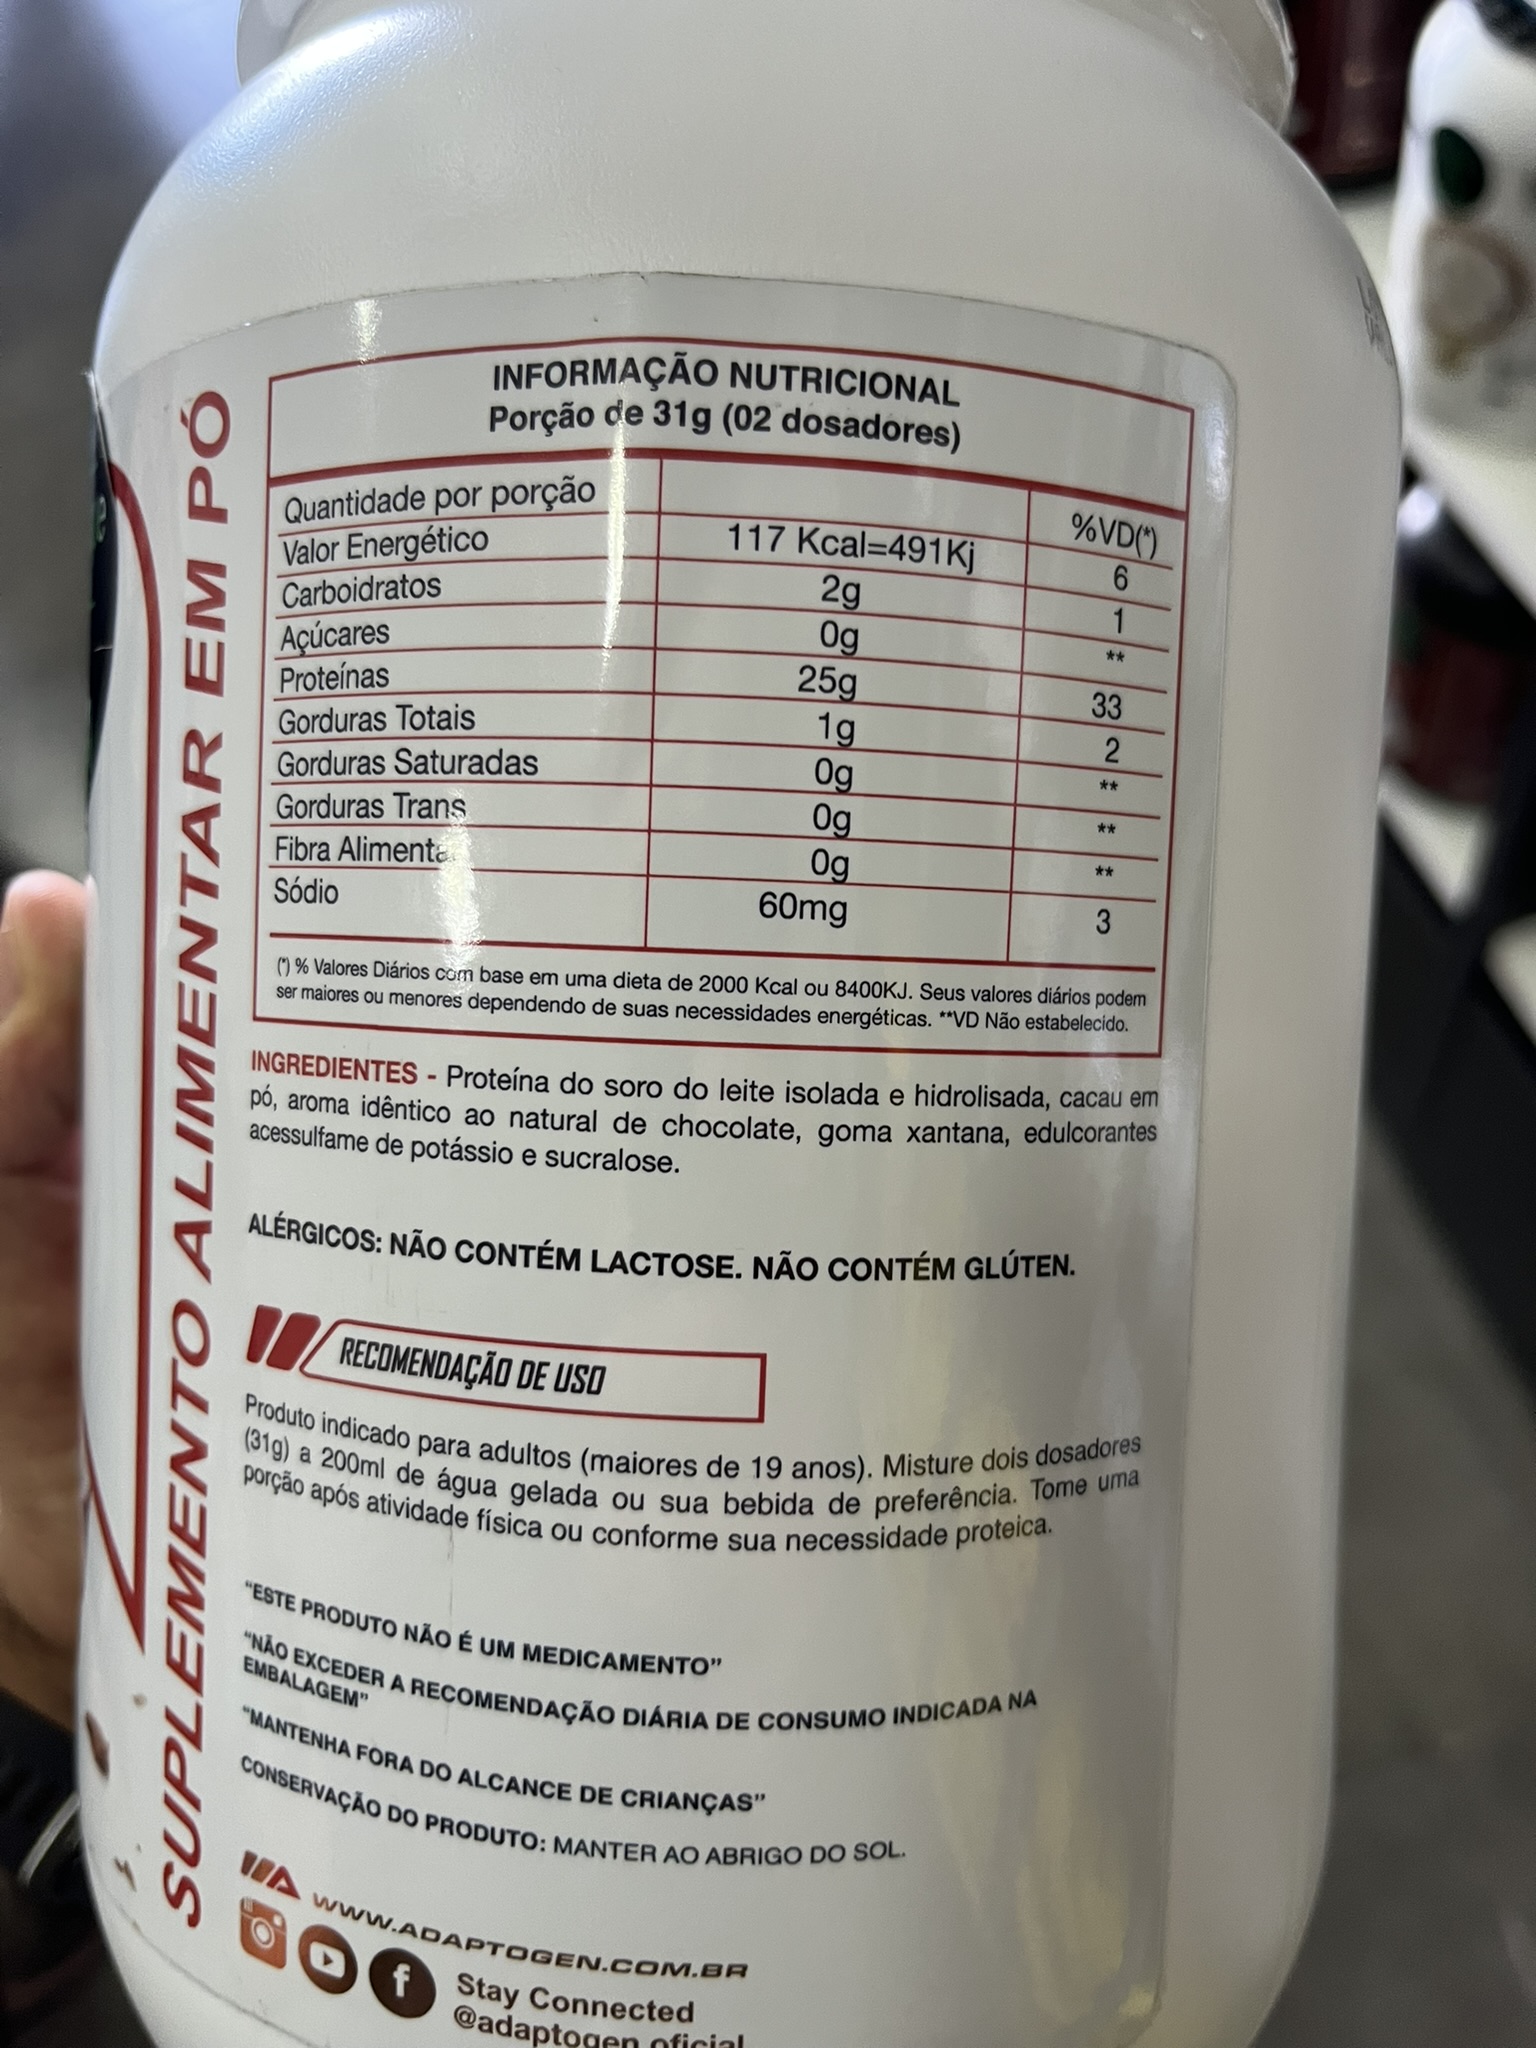 SUPLEMENTO ALIMENTAR EM PÓ
INFORMAÇÃO NUTRICIONAL
Porção de 31g (02 dosadores)
Quantidade por porção %VD(*)
Valor Energético 117 Kcal=491Kj 6
Carboidratos 2g 1
Açúcares 0g **
Proteínas 25g 33
Gorduras Totais 1g 2
Gorduras Saturadas 0g **
Gorduras Trans 0g **
Fibra 0g **
Sódio 60mg 3
(*) % Valores Diários com base em uma dieta de 2000 Kcal ou 8400KJ. Seus valores diários podem
ser maiores ou menores dependendo de suas necessidades energéticas. **VD Não estabelecido.
INGREDIENTES - Proteína do soro do leite isolada e hidrolisada, cacau em
pó, aroma idêntico ao natural de chocolate, goma xantana, edulcorantes
acessulfame de potássio e sucralose.
ALÉRGICOS: NÃO CONTÉM LACTOSE. NÃO CONTÉM GLÚTEN.
RECOMENDAÇÃO DE USO
Produto indicado para adultos (maiores de 19 anos). Misture dois dosadores
(31g) a 200ml de água gelada ou sua bebida de preferência. Tome uma
porção após atividade física ou conforme sua necessidade proteica.
"ESTE PRODUTO NÃO É UM MEDICAMENTO"
"NÃO EXCEDER A RECOMENDAÇÃO DIÁRIA DE CONSUMO INDICADA NA
EMBALAGEM"
"MANTENHA FORA DO ALCANCE DE CRIANÇAS"
CONSERVAÇÃO DO PRODUTO: MANTER AO ABRIGO DO SOL.
WWW.ADAPTOGEN.COM.BR
Stay Connected
@adaptogen.oficial